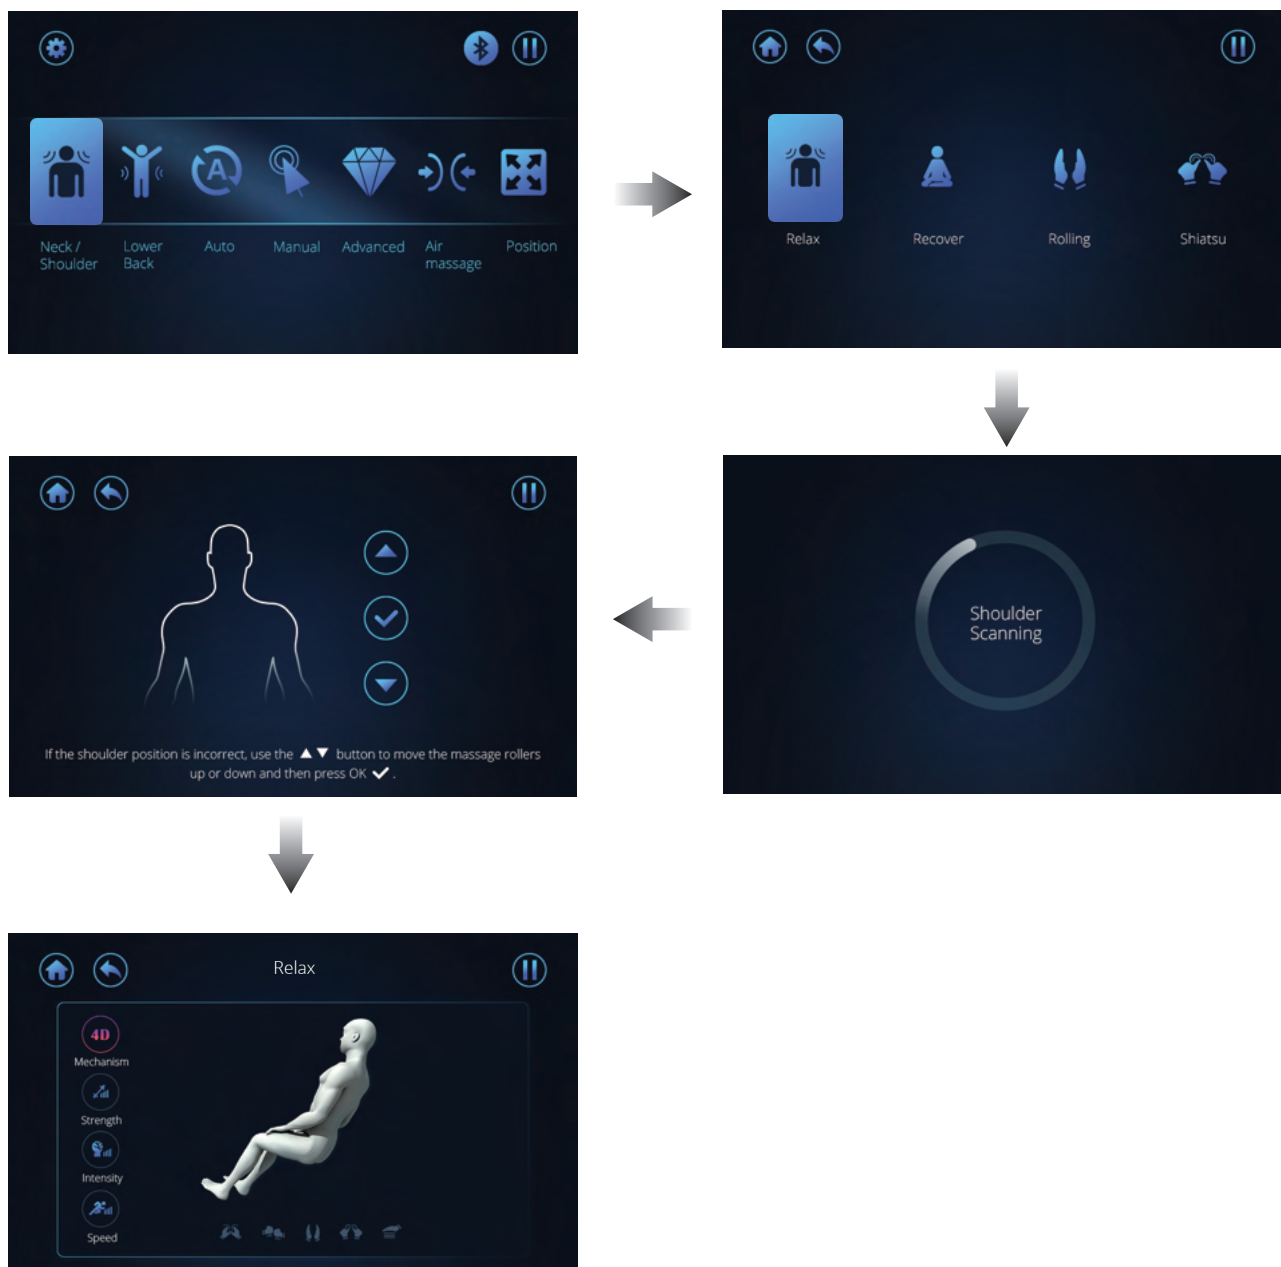 A
Neck /
Shoulder
Lower
Back
Auto
Manual
Advanced
Air
massage
Position
Relax
Recover
Rolling
Shiatsu
Shoulder
Scanning
If the shoulder position is incorrect, use the ▲ ▼ button to move the massage rollers
up or down and then press OK ✔ .
Relax
4D
Mechanism
Strength
Intensity
Speed